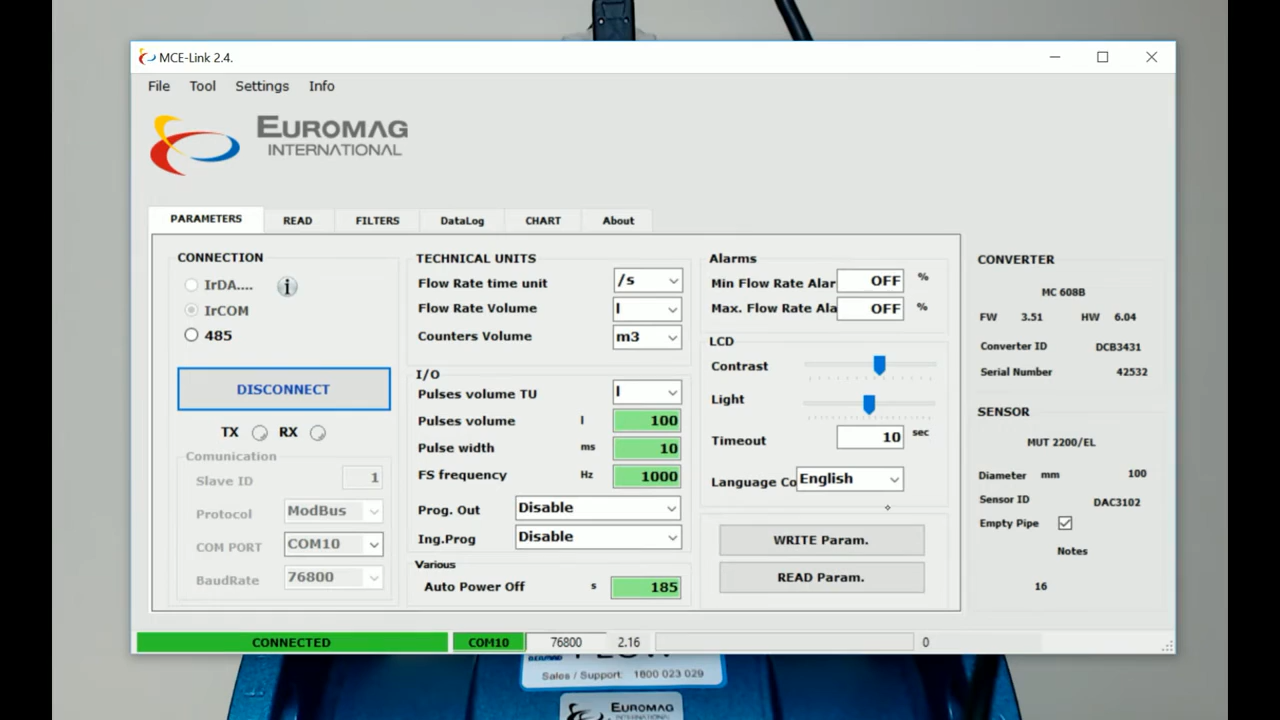 MCE-Link 2.4.
File Tool Settings Info
EUROMAG
INTERNATIONAL
PARAMETERS READ FILTERS DataLog CHART About
CONNECTION
IrDA....
IrCOM
485
DISCONNECT
TX RX
Comunication
Slave ID 1
Protocol ModBus
COM PORT COM10
BaudRate 76800
TECHNICAL UNITS
Flow Rate time unit /s
Flow Rate Volume l
Counters Volume m3
I/O
Pulses volume TU l
Pulses volume l 100
Pulse width ms 10
FS frequency Hz 1000
Prog. Out Disable
Ing.Prog Disable
Various
Auto Power Off s 185
Alarms
Min Flow Rate Alar OFF %
Max. Flow Rate Ala OFF %
LCD
Contrast
Light
Timeout 10 sec
Language Co English
WRITE Param.
READ Param.
CONVERTER
MC 608B
FW 3.51 HW 6.04
Converter ID DCB3431
Serial Number 42532
SENSOR
MUT 2200/EL
Diameter mm 100
Sensor ID DAC3102
Empty Pipe
Notes
16
CONNECTED COM10 76800 2.16 0
Sales / Support: 1800 023 029
EUROMAG
INTERNATIONAL